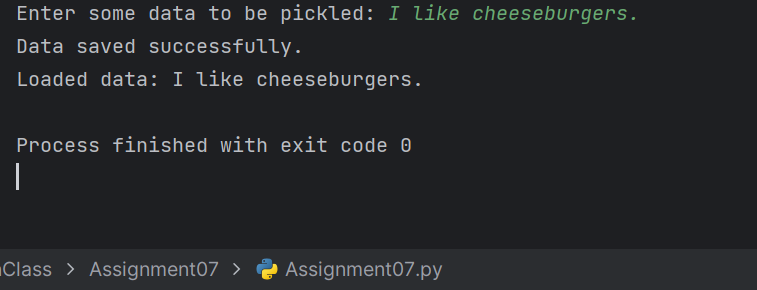 Enter some data to be pickled: I like cheeseburgers.
Data saved successfully.
Loaded data: I like cheeseburgers.
Process finished with exit code 0
Class > Assignment07 > Assignment07.py